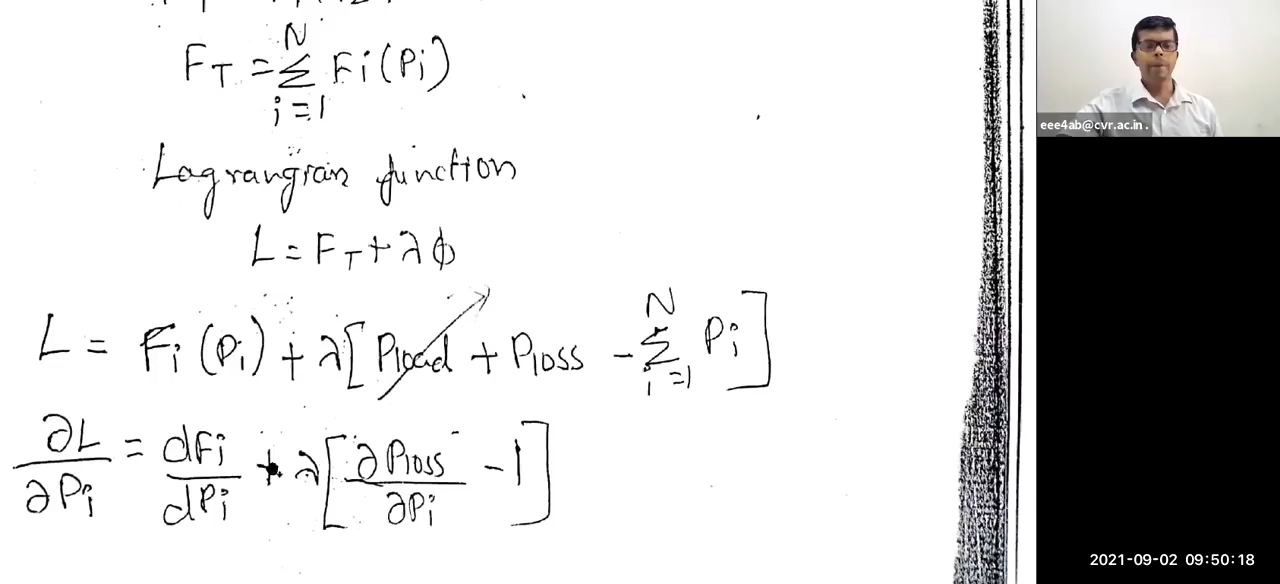 N
F_T = Σ Fi(Pi)
i=1
Lagrangian function
L = F_T + λϕ
L = Fi(Pi) + λ[Pload + Ploss - Σ_{i=1}^{N} Pi]
∂L/∂Pi = dFi/dPi + λ[∂Ploss/∂Pi - 1]
eee4ab@cvr.ac.in .
2021-09-02 09:50:18